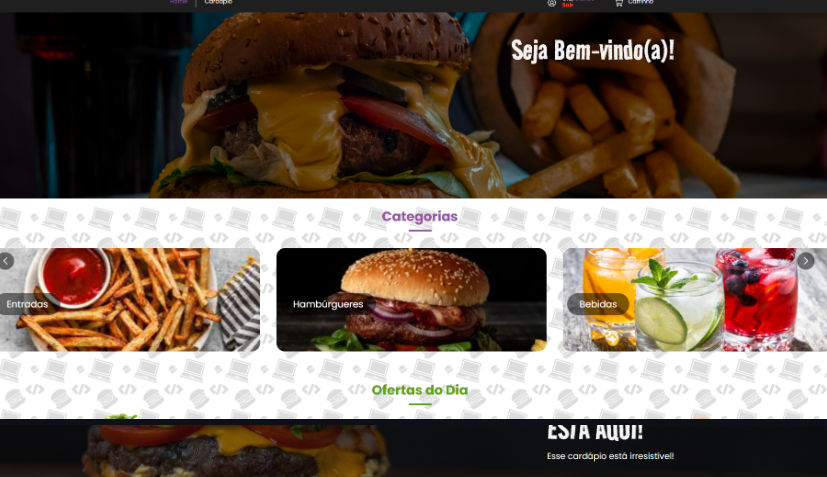 Home
Cardápio
Sair
Carrinho
Seja Bem-vindo(a)!
Categorias
Entradas
Hambúrgueres
Bebidas
Ofertas do Dia
ESTÁ AQUI!
Esse cardápio está irresistível!